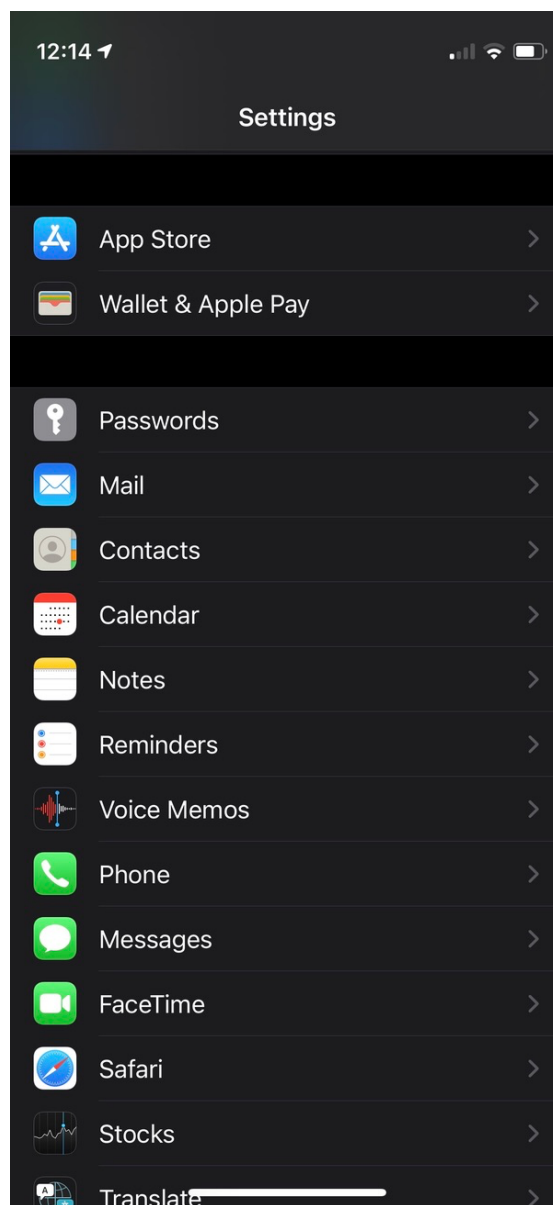 12:14
Settings
App Store
Wallet & Apple Pay
Passwords
Mail
Contacts
Calendar
Notes
Reminders
Voice Memos
Phone
Messages
FaceTime
Safari
Stocks
A
Translate